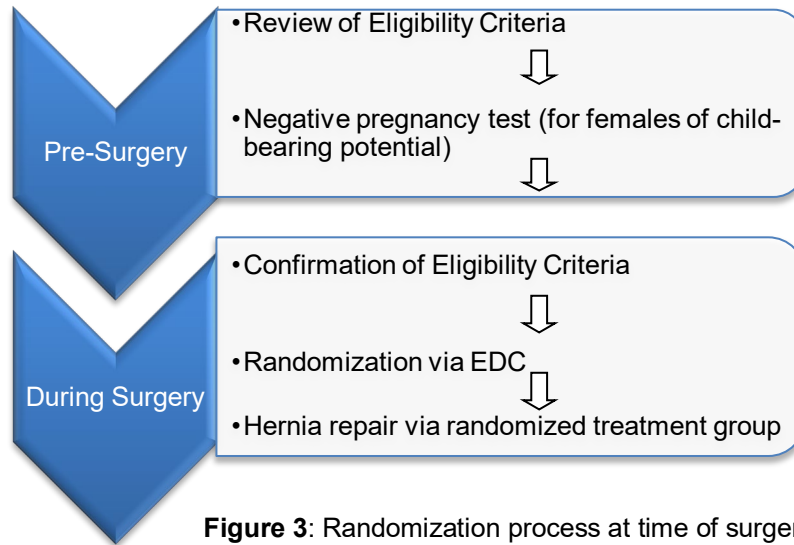 Pre-Surgery
•Review of Eligibility Criteria
•Negative pregnancy test (for females of child-
bearing potential)
During Surgery
•Confirmation of Eligibility Criteria
•Randomization via EDC
•Hernia repair via randomized treatment group
Figure 3: Randomization process at time of surger